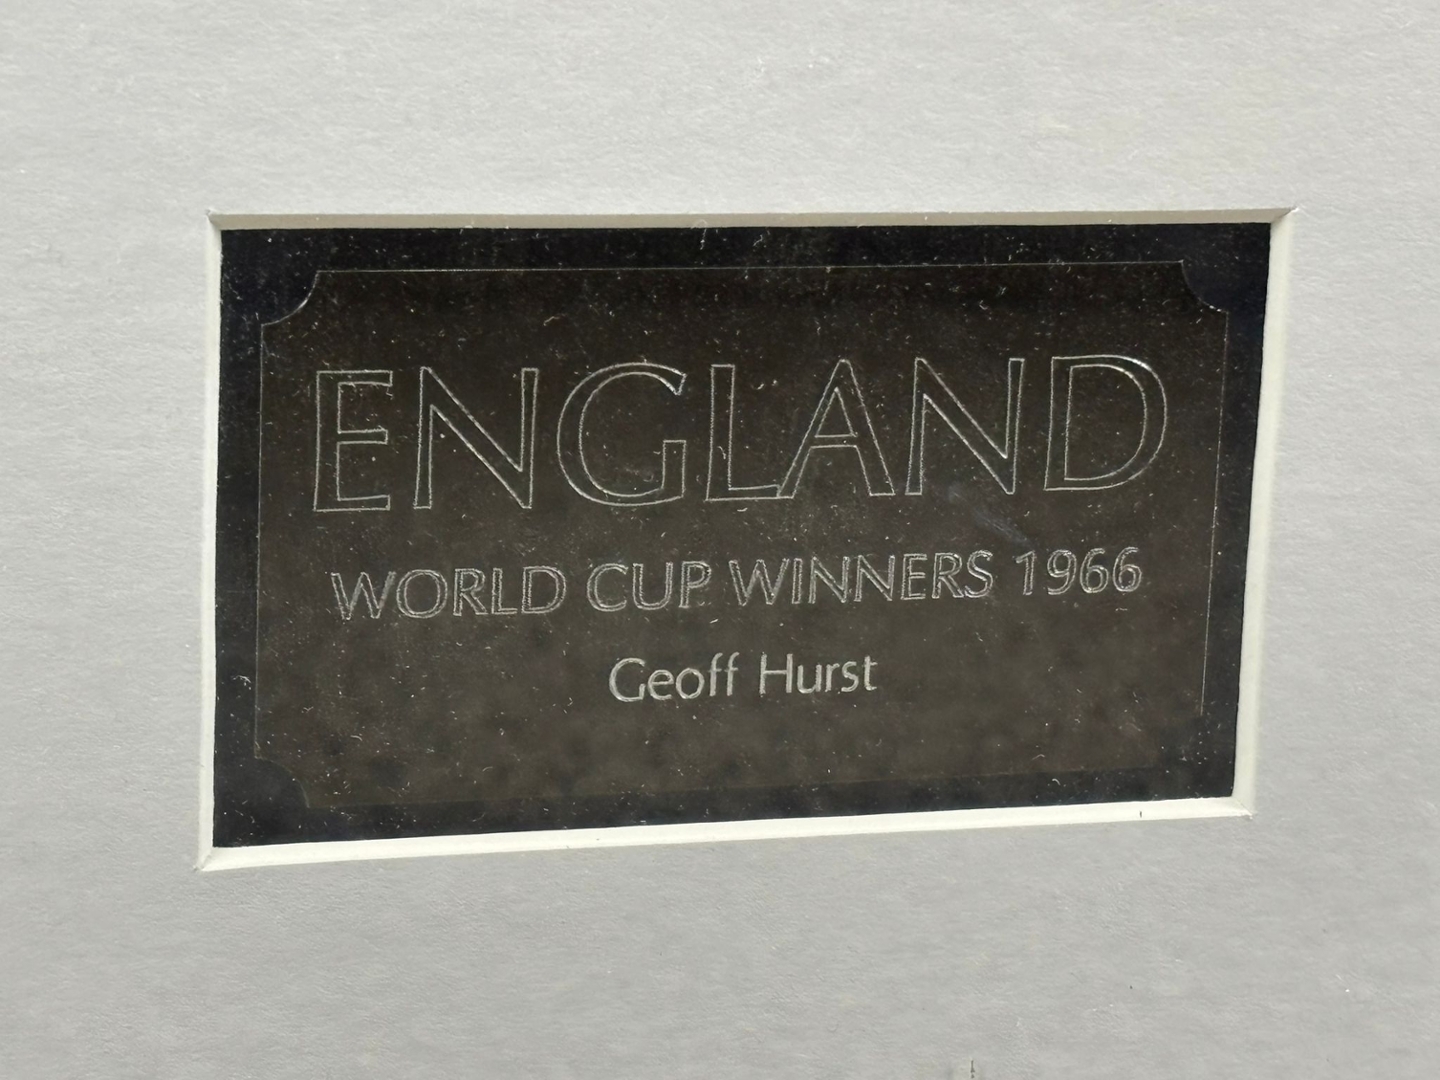 ENGLAND
WORLD CUP WINNERS 1966
Geoff Hurst